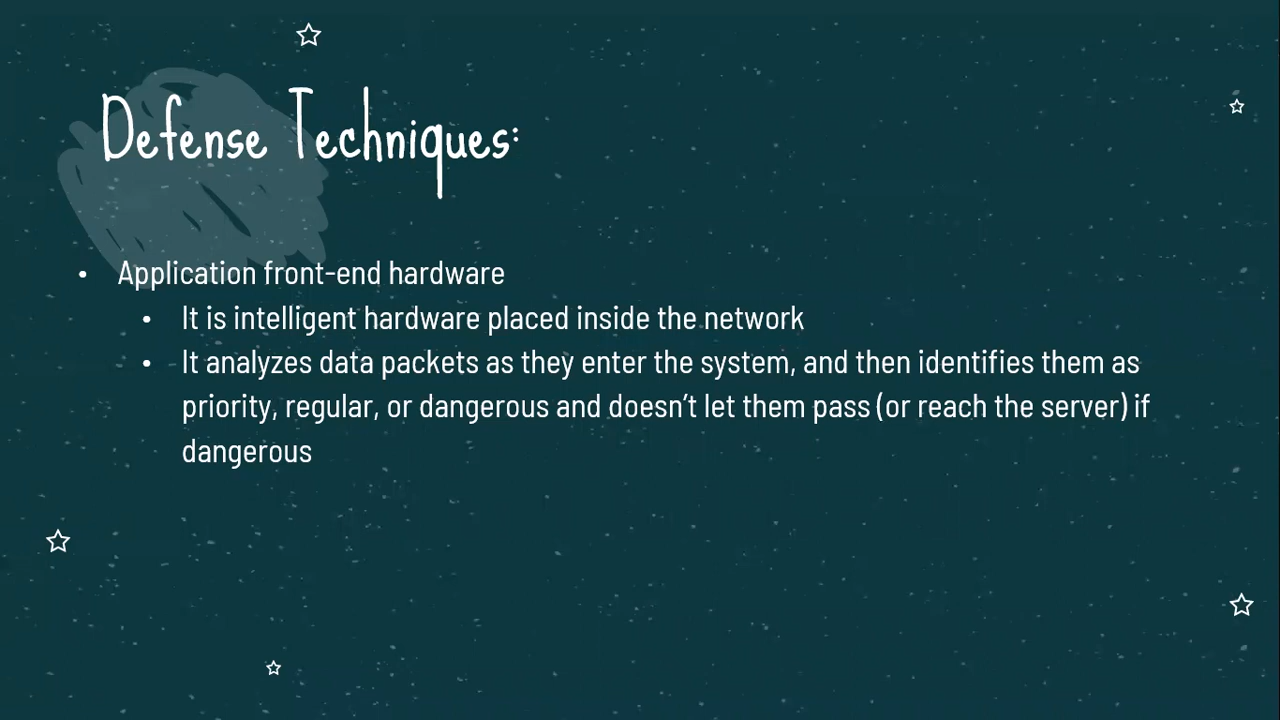 Defense Techniques:
• Application front-end hardware
• It is intelligent hardware placed inside the network
• It analyzes data packets as they enter the system, and then identifies them as
priority, regular, or dangerous and doesn’t let them pass (or reach the server) if
dangerous